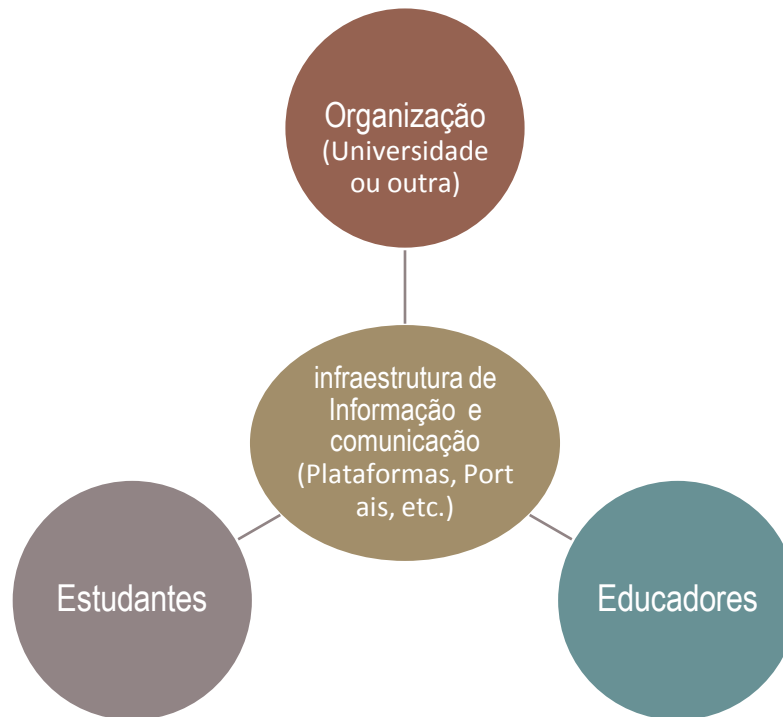 Organização
(Universidade
ou outra)
infraestrutura de
Informação e
comunicação
(Plataformas, Port
ais, etc.)
Estudantes
Educadores